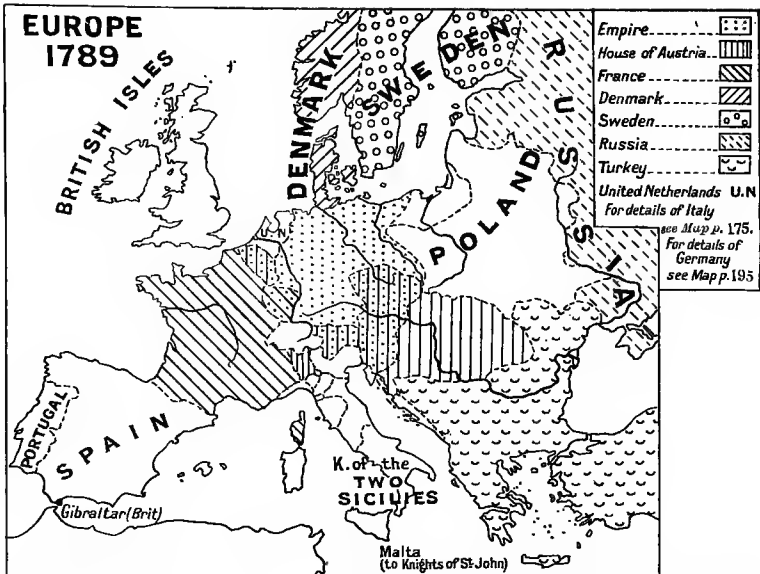 EUROPE
1789
BRITISH ISLES
DENMARK
SWEDEN
RUSSIA
POLAND
U.N
PORTUGAL
SPAIN
Gibraltar (Brit)
K. of the
TWO
SICILIES
Malta
(to Knights of St John)
Empire
House of Austria
France
Denmark
Sweden
Russia
Turkey
United Netherlands U.N
For details of Italy
see Map p. 175.
For details of
Germany
see Map p. 195